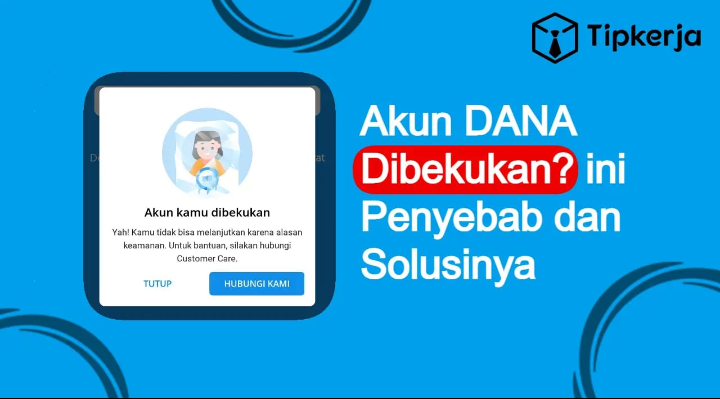 Tipkerja
Akun DANA
Dibekukan? ini
Penyebab dan
Solusinya
Akun kamu dibekukan
Yah! Kamu tidak bisa melanjutkan karena alasan
keamanan. Untuk bantuan, silakan hubungi
Customer Care.
TUTUP
HUBUNGI KAMI